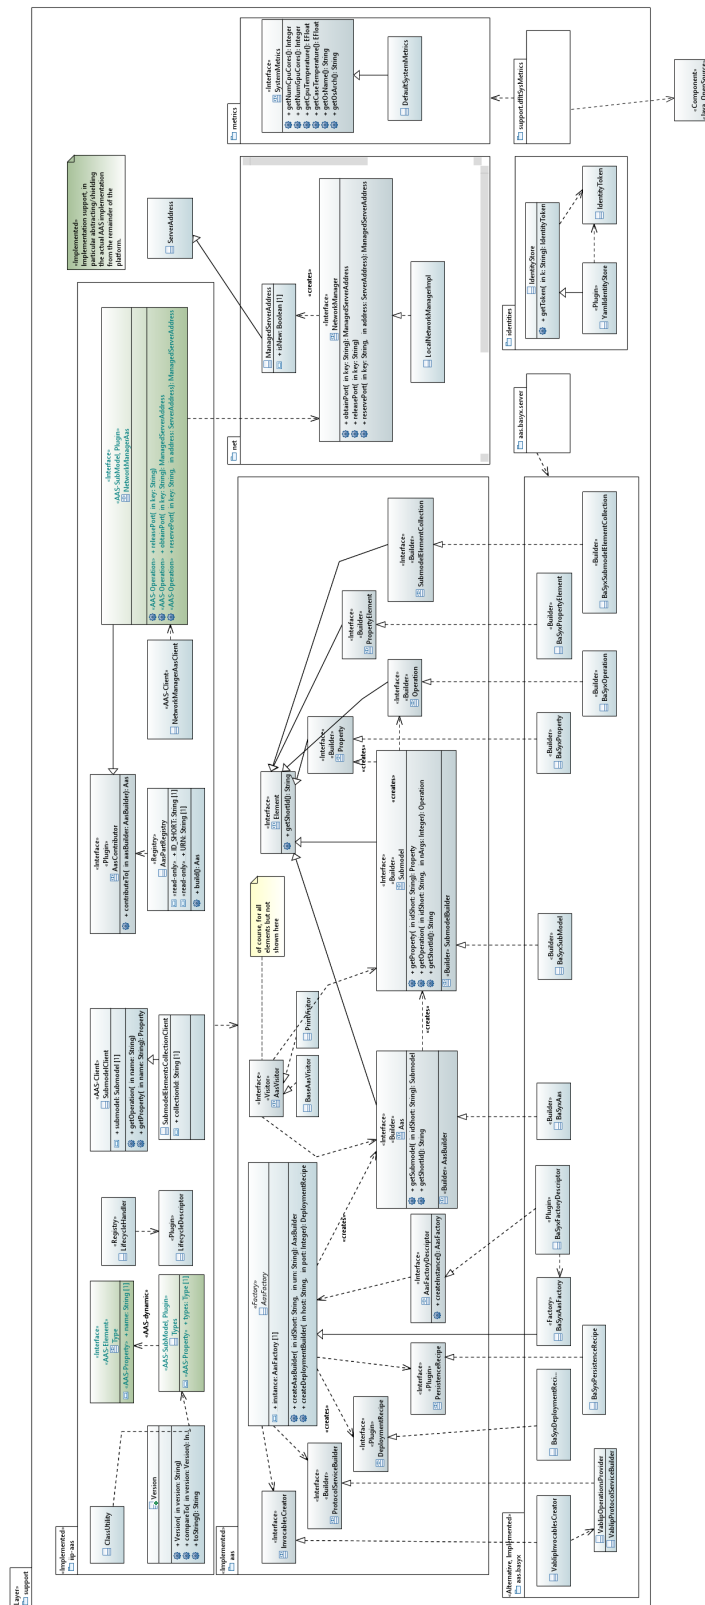 «Layer»
support
«Implemented»
iip-aas
ClassUtility
Version
+ Version( in version: String)
+ compareTo( in version: Version): In..
+ toString(): String
«Interface»
«AAS-Element»
Type
«AAS-Property» + name: String [1]
«AAS-dynamic»
«AAS-SubModel, Plugin»
Types
«AAS-Property» + types: Type [1]
«Registry»
LifecycleHandler
«Plugin»
LifecycleDescriptor
«AAS-Client»
SubmodelClient
+ submodel: Submodel [1]
+ getOperation( in name: String)
+ getProperty( in name: String): Property
SubmodelElementsCollectionClient
+ collectionId: String [1]
«Interface»
«Plugin»
AasContributor
+ contributeTo( in aasBuilder: AasBuilder): Aas
«Registry»
AasPartRegistry
«read-only» + ID_SHORT: String [1]
«read-only» + URN: String [1]
+ build(): Aas
«AAS-Client»
NetworkManagerAasClient
«Interface»
«AAS-SubModel, Plugin»
NetworkManagerAas
«AAS-Operation» + releasePort( in key: String)
«AAS-Operation» + obtainPort( in key: String): ManagedServerAddress
«AAS-Operation» + reservePort( in key: String, in address: ServerAddress): ManagedServerAddress
«Implemented»
Implementation support, in
particular abstracting/shielding
the actual AAS implementation
from the remainder of the
platform.
ServerAddress
«Implemented»
aas
«Interface»
InvocablesCreator
«Interface»
«Builder»
ProtocolServiceBuilder
«Interface»
«Plugin»
DeploymentRecipe
«Interface»
«Plugin»
PersistenceRecipe
«creates»
«Factory»
AasFactory
+ instance: AasFactory [1]
+ createAasBuilder( in idShort: String, in urn: String): AasBuilder
+ createDeploymentBuilder( in host: String, in port: Integer): DeploymentRecipe
«creates»
«Interface»
AasFactoryDescriptor
+ createInstance(): AasFactory
«Interface»
«Visitor»
AasVisitor
BaseAasVisitor
PrintVisitor
of course, for all
elements but not
shown here
«Interface»
«Builder»
Aas
+ getSubmodel( in idShort: String): Submodel
+ getShortId(): String
«Builder» AasBuilder
«creates»
«Interface»
«Builder»
Submodel
+ getProperty( in idShort: String): Property
+ getOperation( in idShort: String, in nArgs: Integer): Operation
+ getShortId(): String
«Builder» SubmodelBuilder
«creates»
«creates»
«Interface»
Element
+ getShortId(): String
«Interface»
«Builder»
Property
«Interface»
«Builder»
Operation
«Interface»
«Builder»
PropertyElement
«Interface»
«Builder»
SubmodelElementCollection
net
ManagedServerAddress
+ isNew: Boolean [1]
«creates»
«Interface»
NetworkManager
+ obtainPort( in key: String): ManagedServerAddress
+ releasePort( in key: String)
+ reservePort( in key: String, in address: ServerAddress): ManagedServerAddress
LocalNetworkManagerImpl
metrics
«Interface»
SystemMetrics
+ getNumCpuCores(): Integer
+ getNumGpuCores(): Integer
+ getCpuTemperature(): EFloat
+ getCaseTemperature(): EFloat
+ getOsName(): String
+ getOsArch(): String
DefaultSystemMetrics
«Alternative, Implemented»
aas.basyx
VabIipInvocablesCreator
VabIipOperationsProvider
VabIipProtocolServiceBuilder
BaSyxDeploymentReci...
BaSyxPersistenceRecipe
«Factory»
BaSyxAasFactory
«Plugin»
BaSyxFactoryDescriptor
«Builder»
BaSyxAas
«Builder»
BaSyxSubModel
«Builder»
BaSyxProperty
«Builder»
BaSyxOperation
«Builder»
BaSyxPropertyElement
«Builder»
BaSyxSubmodelElementCollection
aas.basyx.server
identities
IdentityStore
+ getToken( in k: String): IdentityToken
«Plugin»
YamlIdentityStore
IdentityToken
support.dfltSysMetrics
«Component»